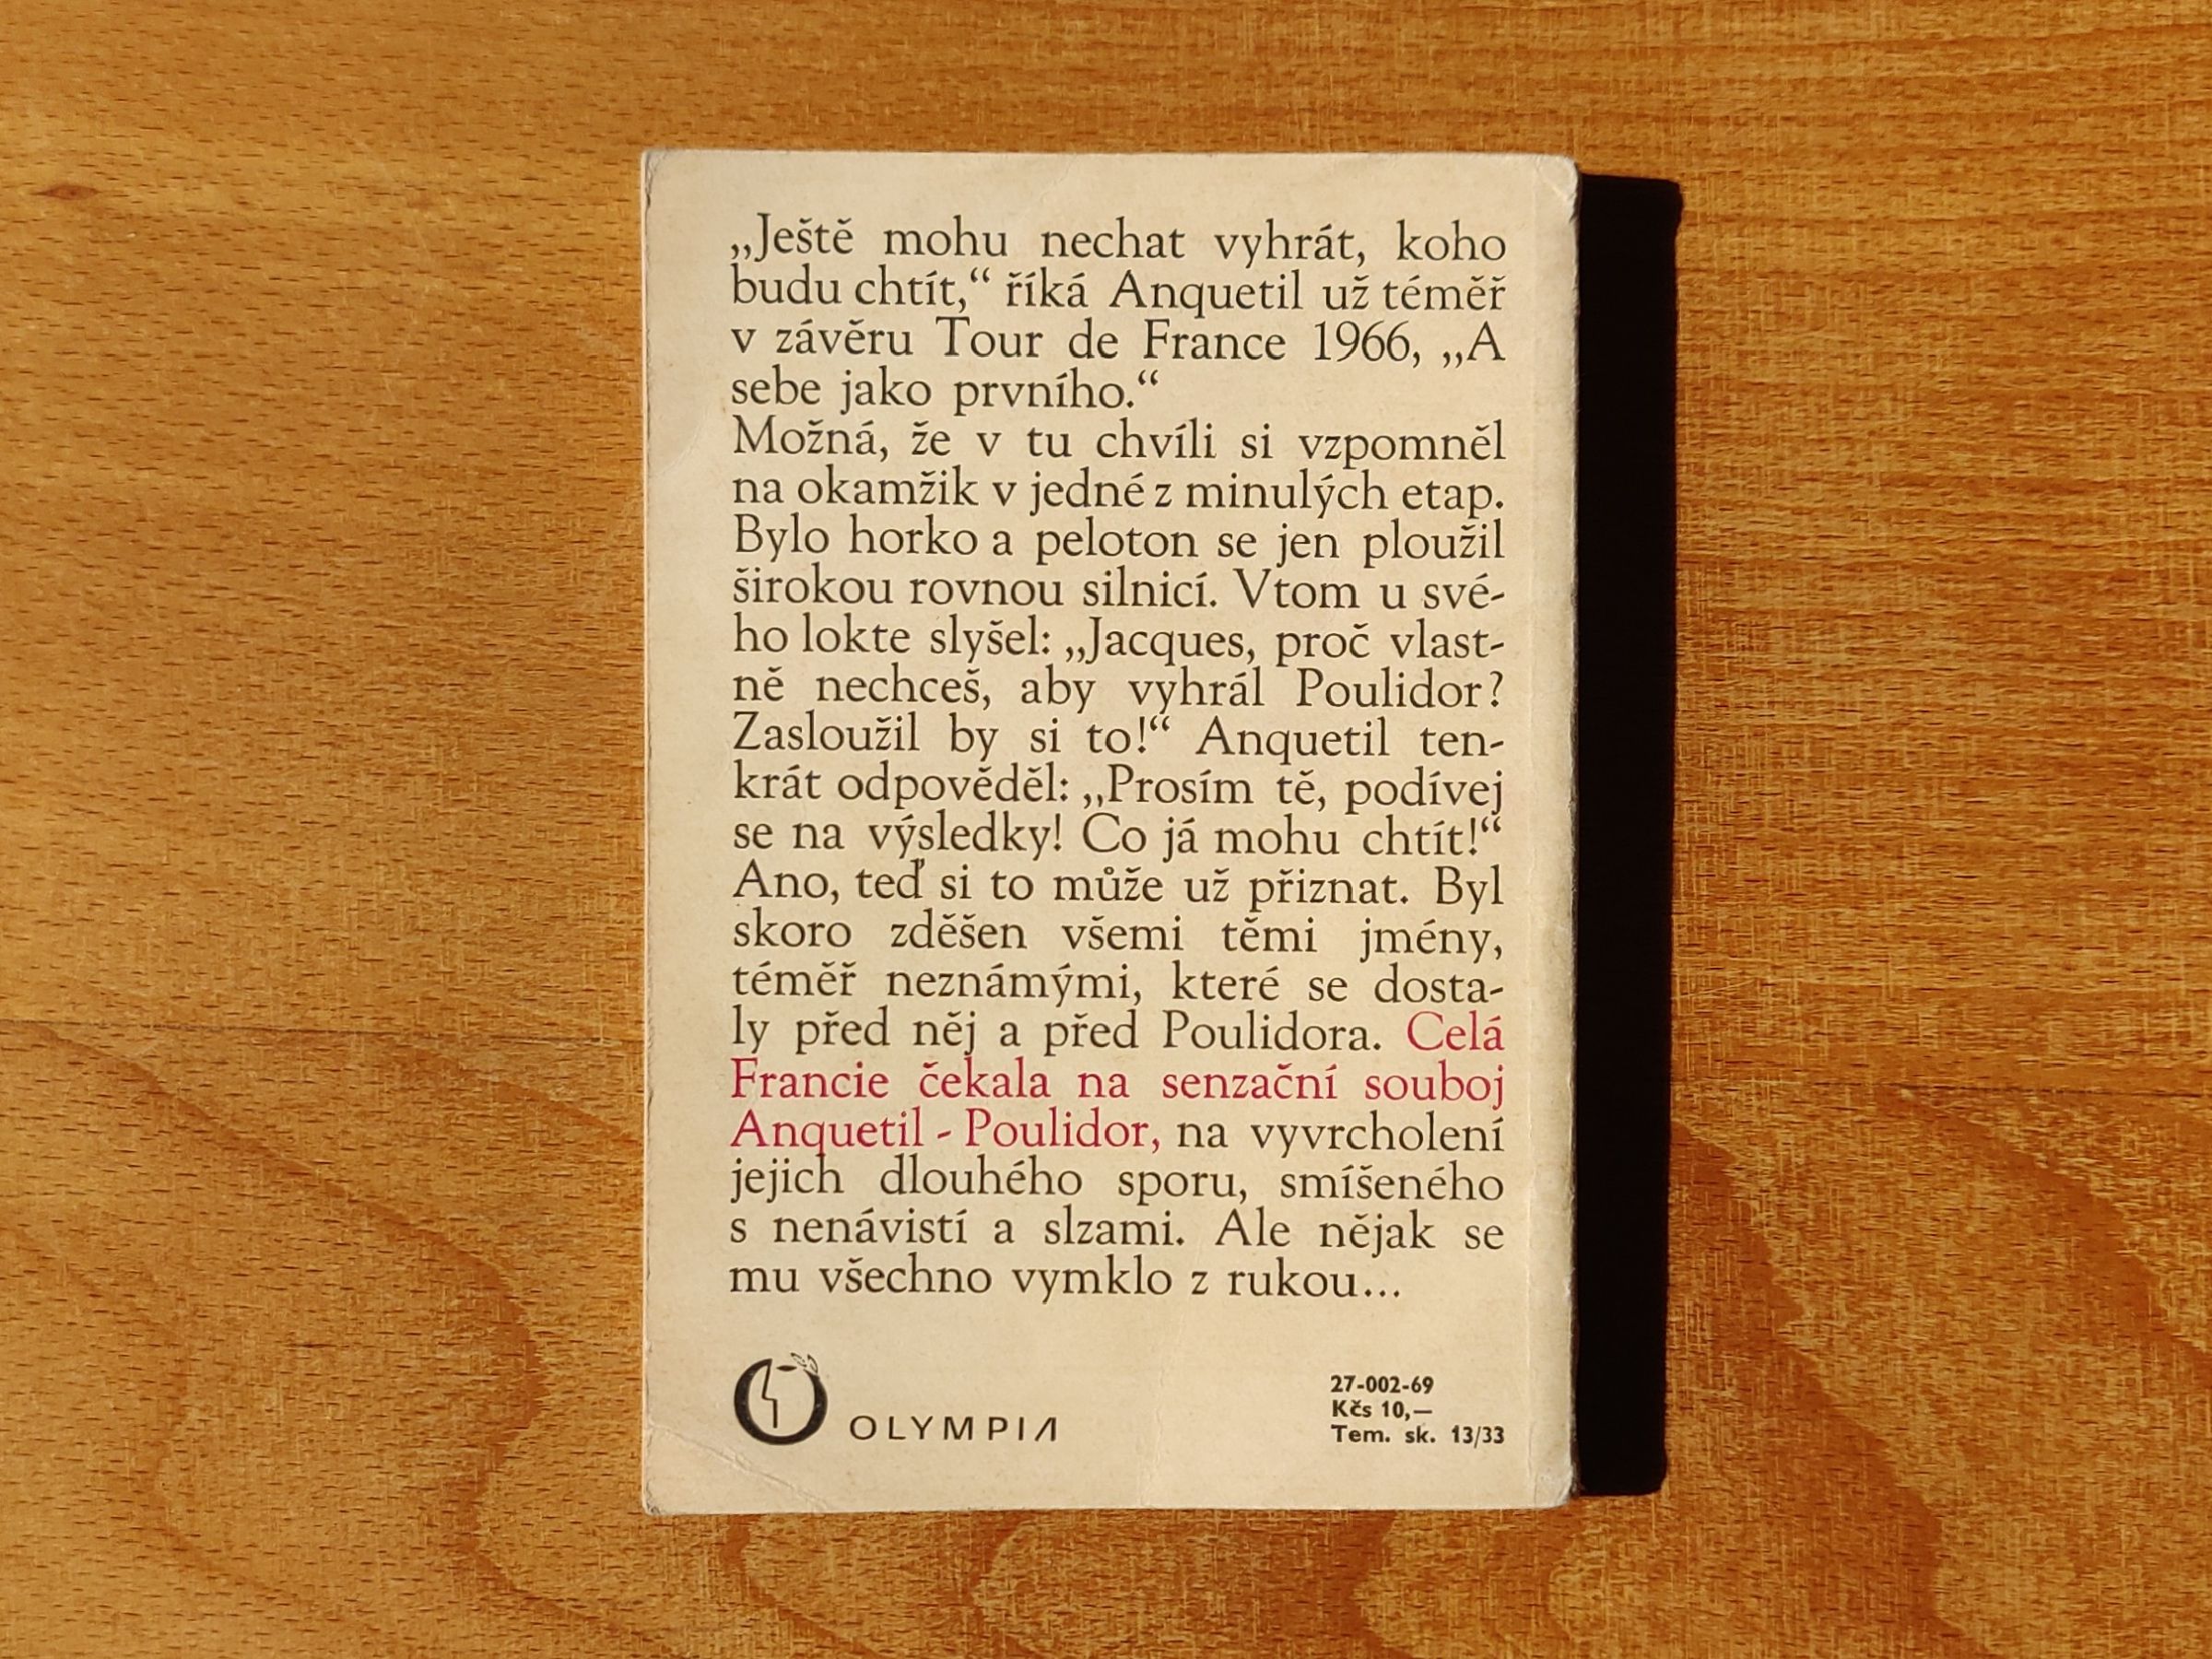 „Ještě mohu nechat vyhrát, koho
budu chtít,“ říká Anquetil už téměř
v závěru Tour de France 1966, „A
sebe jako prvního.“
Možná, že v tu chvíli si vzpomněl
na okamžik v jedné z minulých etap.
Bylo horko a peloton se jen ploužil
širokou rovnou silnicí. Vtom u své-
ho lokte slyšel: „Jacques, proč vlast-
ně nechceš, aby vyhrál Poulidor?
Zasloužil by si to!“ Anquetil ten-
krát odpověděl: „Prosím tě, podívej
se na výsledky! Co já mohu chtít!“
Ano, teď si to může už přiznat. Byl
skoro zděšen všemi těmi jmény,
téměř neznámými, které se dosta-
ly před něj a před Poulidora. Celá
Francie čekala na senzační souboj
Anquetil - Poulidor, na vyvrcholení
jejich dlouhého sporu, smíšeného
s nenávistí a slzami. Ale nějak se
mu všechno vymklo z rukou...
OLYMPIA
27-002-69
Kčs 10,—
Tem. sk. 13/33